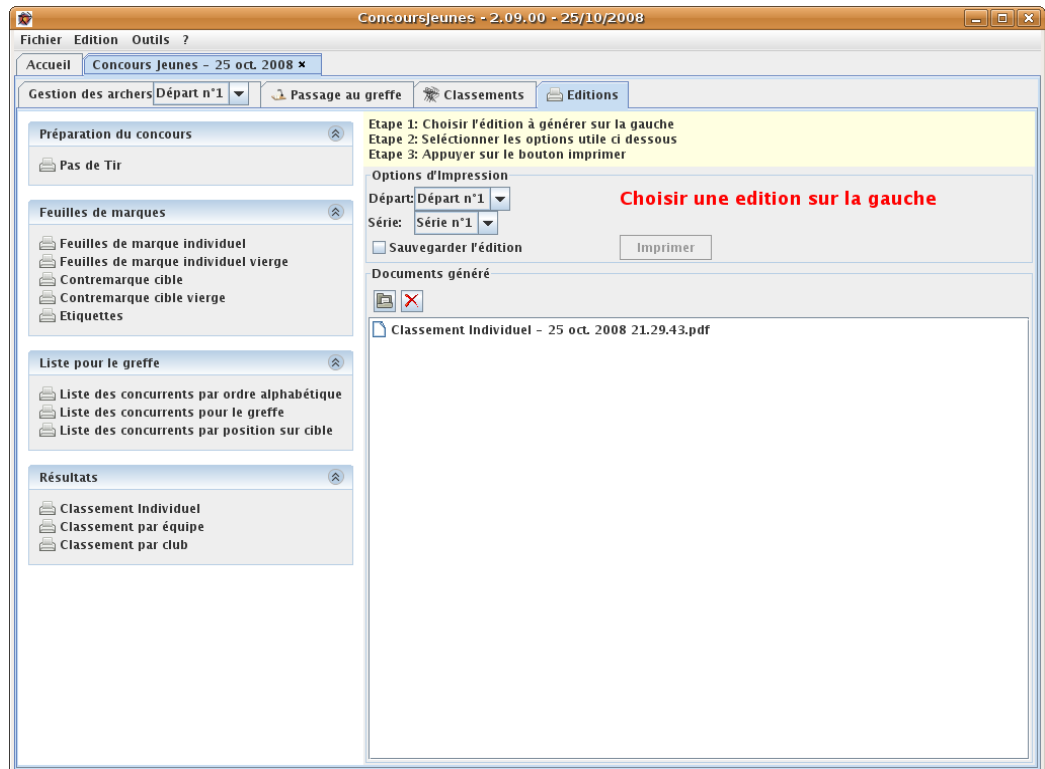 ConcoursJeunes - 2.09.00 - 25/10/2008
Fichier Edition Outils ?
Accueil Concours Jeunes - 25 oct. 2008 ×
Gestion des archers Départ n°1 Passage au greffe Classements Editions
Préparation du concours
Pas de Tir
Feuilles de marques
Feuilles de marque individuel
Feuilles de marque individuel vierge
Contremarque cible
Contremarque cible vierge
Etiquettes
Liste pour le greffe
Liste des concurrents par ordre alphabétique
Liste des concurrents pour le greffe
Liste des concurrents par position sur cible
Résultats
Classement Individuel
Classement par équipe
Classement par club
Etape 1: Choisir l'édition à générer sur la gauche
Etape 2: Seléctionner les options utile ci dessous
Etape 3: Appuyer sur le bouton imprimer
Options d'Impression
Départ: Départ n°1
Choisir une edition sur la gauche
Série: Série n°1
Sauvegarder l'édition
Imprimer
Documents généré
Classement Individuel - 25 oct. 2008 21.29.43.pdf